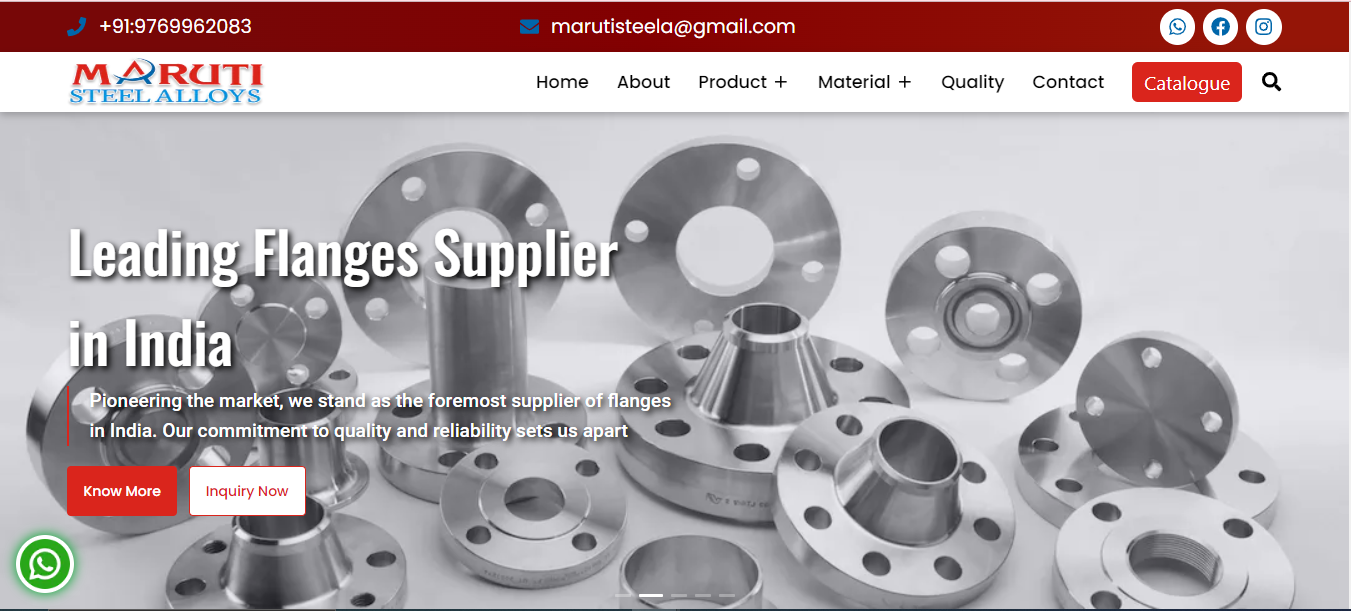 +91:9769962083
marutisteela@gmail.com
MARUTI
STEEL ALLOYS
Home About Product + Material + Quality Contact Catalogue
Leading Flanges Supplier
in India
Pioneering the market, we stand as the foremost supplier of flanges
in India. Our commitment to quality and reliability sets us apart
Know More
Inquiry Now